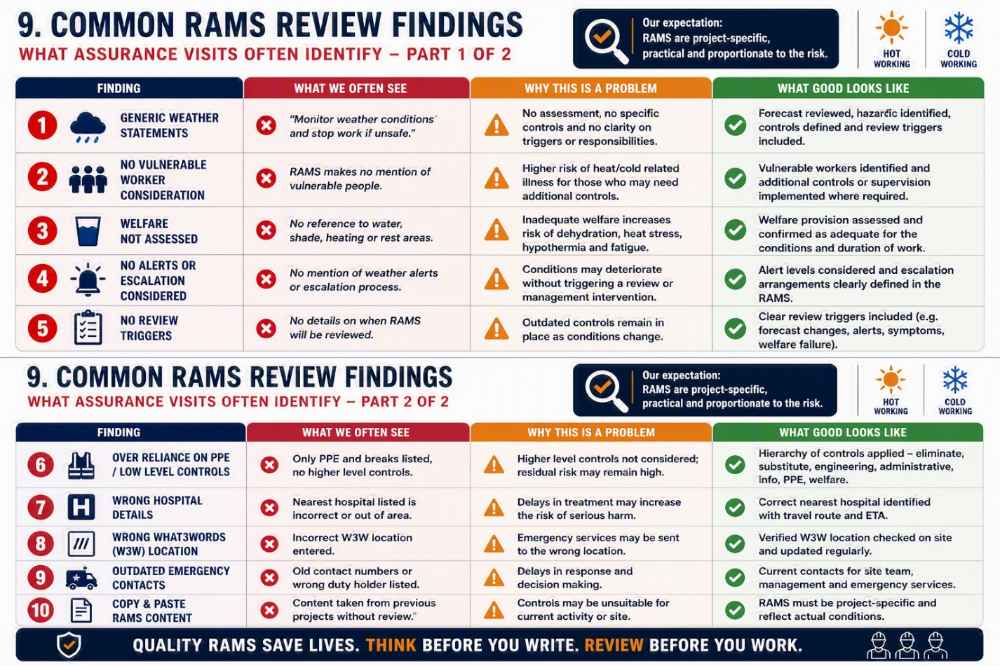 9. COMMON RAMS REVIEW FINDINGS
WHAT ASSURANCE VISITS OFTEN IDENTIFY – PART 1 OF 2
Our expectation:
RAMS are project-specific,
practical and proportionate to the risk.
HOT
WORKING
COLD
WORKING
FINDING
WHAT WE OFTEN SEE
WHY THIS IS A PROBLEM
WHAT GOOD LOOKS LIKE
1
GENERIC WEATHER
STATEMENTS
“Monitor weather conditions'
and stop work if unsafe.”
No assessment, no specific
controls and no clarity on
triggers or responsibilities.
Forecast reviewed, hazardic identified,
controls defined and review triggers
included.
2
NO VULNERABLE
WORKER
CONSIDERATION
RAMS makes no mention of
vulnerable people.
Higher risk of heat/cold related
illness for those who may need
additional controls.
Vulnerable workers identified and
additional controls or supervision
implemented where required.
3
WELFARE
NOT ASSESSED
No reference to water,
shade, heating or rest areas.
Inadequate welfare increases
risk of dehydration, heat stress,
hypothermia and fatigue.
Welfare provision assessed and
confirmed as adequate for the
conditions and duration of work.
4
NO ALERTS OR
ESCALATION
CONSIDERED
No mention of weather alerts
or escalation process.
Conditions may deteriorate
without triggering a review or
management intervention.
Alert levels considered and escalation
arrangements clearly defined in the
RAMS.
5
NO REVIEW
TRIGGERS
No details on when RAMS
will be reviewed.
Outdated controls remain in
place as conditions change.
Clear review triggers included (e.g.
forecast changes, alerts, symptoms,
welfare failure).
9. COMMON RAMS REVIEW FINDINGS
WHAT ASSURANCE VISITS OFTEN IDENTIFY – PART 2 OF 2
Our expectation:
RAMS are project-specific,
practical and proportionate to the risk.
HOT
WORKING
COLD
WORKING
FINDING
WHAT WE OFTEN SEE
WHY THIS IS A PROBLEM
WHAT GOOD LOOKS LIKE
6
OVER RELIANCE ON PPE
/ LOW LEVEL CONTROLS
Only PPE and breaks listed,
no higher level controls.
Higher level controls not considered;
residual risk may remain high.
Hierarchy of controls applied – eliminate,
substitute, engineering, administrative,
info, PPE, welfare.
7
H
WRONG HOSPITAL
DETAILS
Nearest hospital listed is
incorrect or out of area.
Delays in treatment may increase
the risk of serious harm.
Correct nearest hospital identified
with travel route and ETA.
8
///
WRONG WHAT3WORDS
(W3W) LOCATION
Incorrect W3W location
entered.
Emergency services may be sent
to the wrong location.
Verified W3W location checked on site
and updated regularly.
9
OUTDATED EMERGENCY
CONTACTS
Old contact numbers or
wrong duty holder listed.
Delays in response and
decision making.
Current contacts for site team,
management and emergency services.
10
COPY & PASTE
RAMS CONTENT
Content taken from previous
projects without review.”
Controls may be unsuitable for
current activity or site.
RAMS must be project-specific and
reflect actual conditions.
QUALITY RAMS SAVE LIVES. THINK BEFORE YOU WRITE. REVIEW BEFORE YOU WORK.